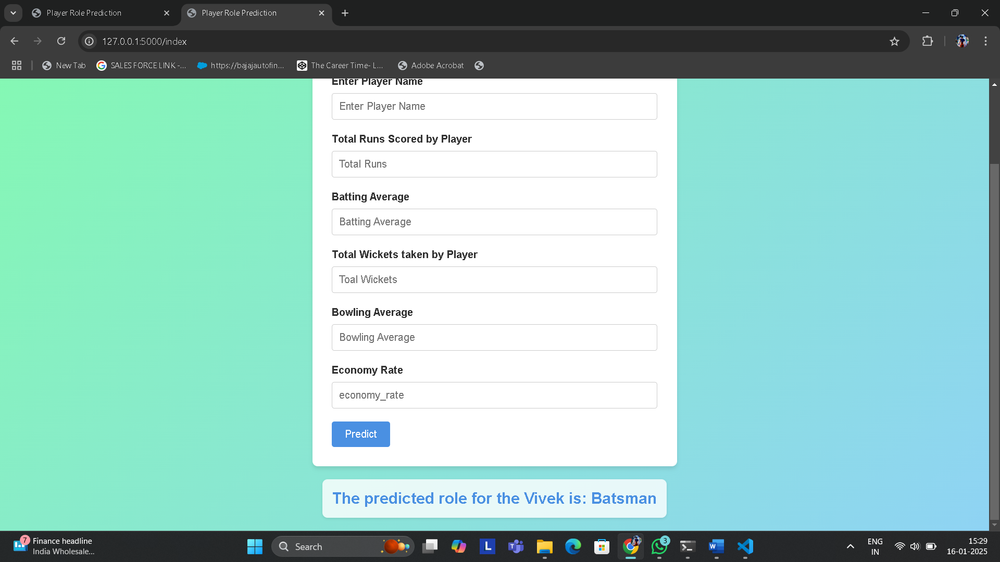 Player Role Prediction
Player Role Prediction
127.0.0.1:5000/index
New Tab
SALES FORCE LINK -...
https://bajajautofin...
The Career Time- L...
Adobe Acrobat
Enter Player Name
Enter Player Name
Total Runs Scored by Player
Total Runs
Batting Average
Batting Average
Total Wickets taken by Player
Toal Wickets
Bowling Average
Bowling Average
Economy Rate
economy_rate
Predict
The predicted role for the Vivek is: Batsman
7
Finance headline
India Wholesale...
Search
L
T
3
W
ENG
IN
15:29
16-01-2025